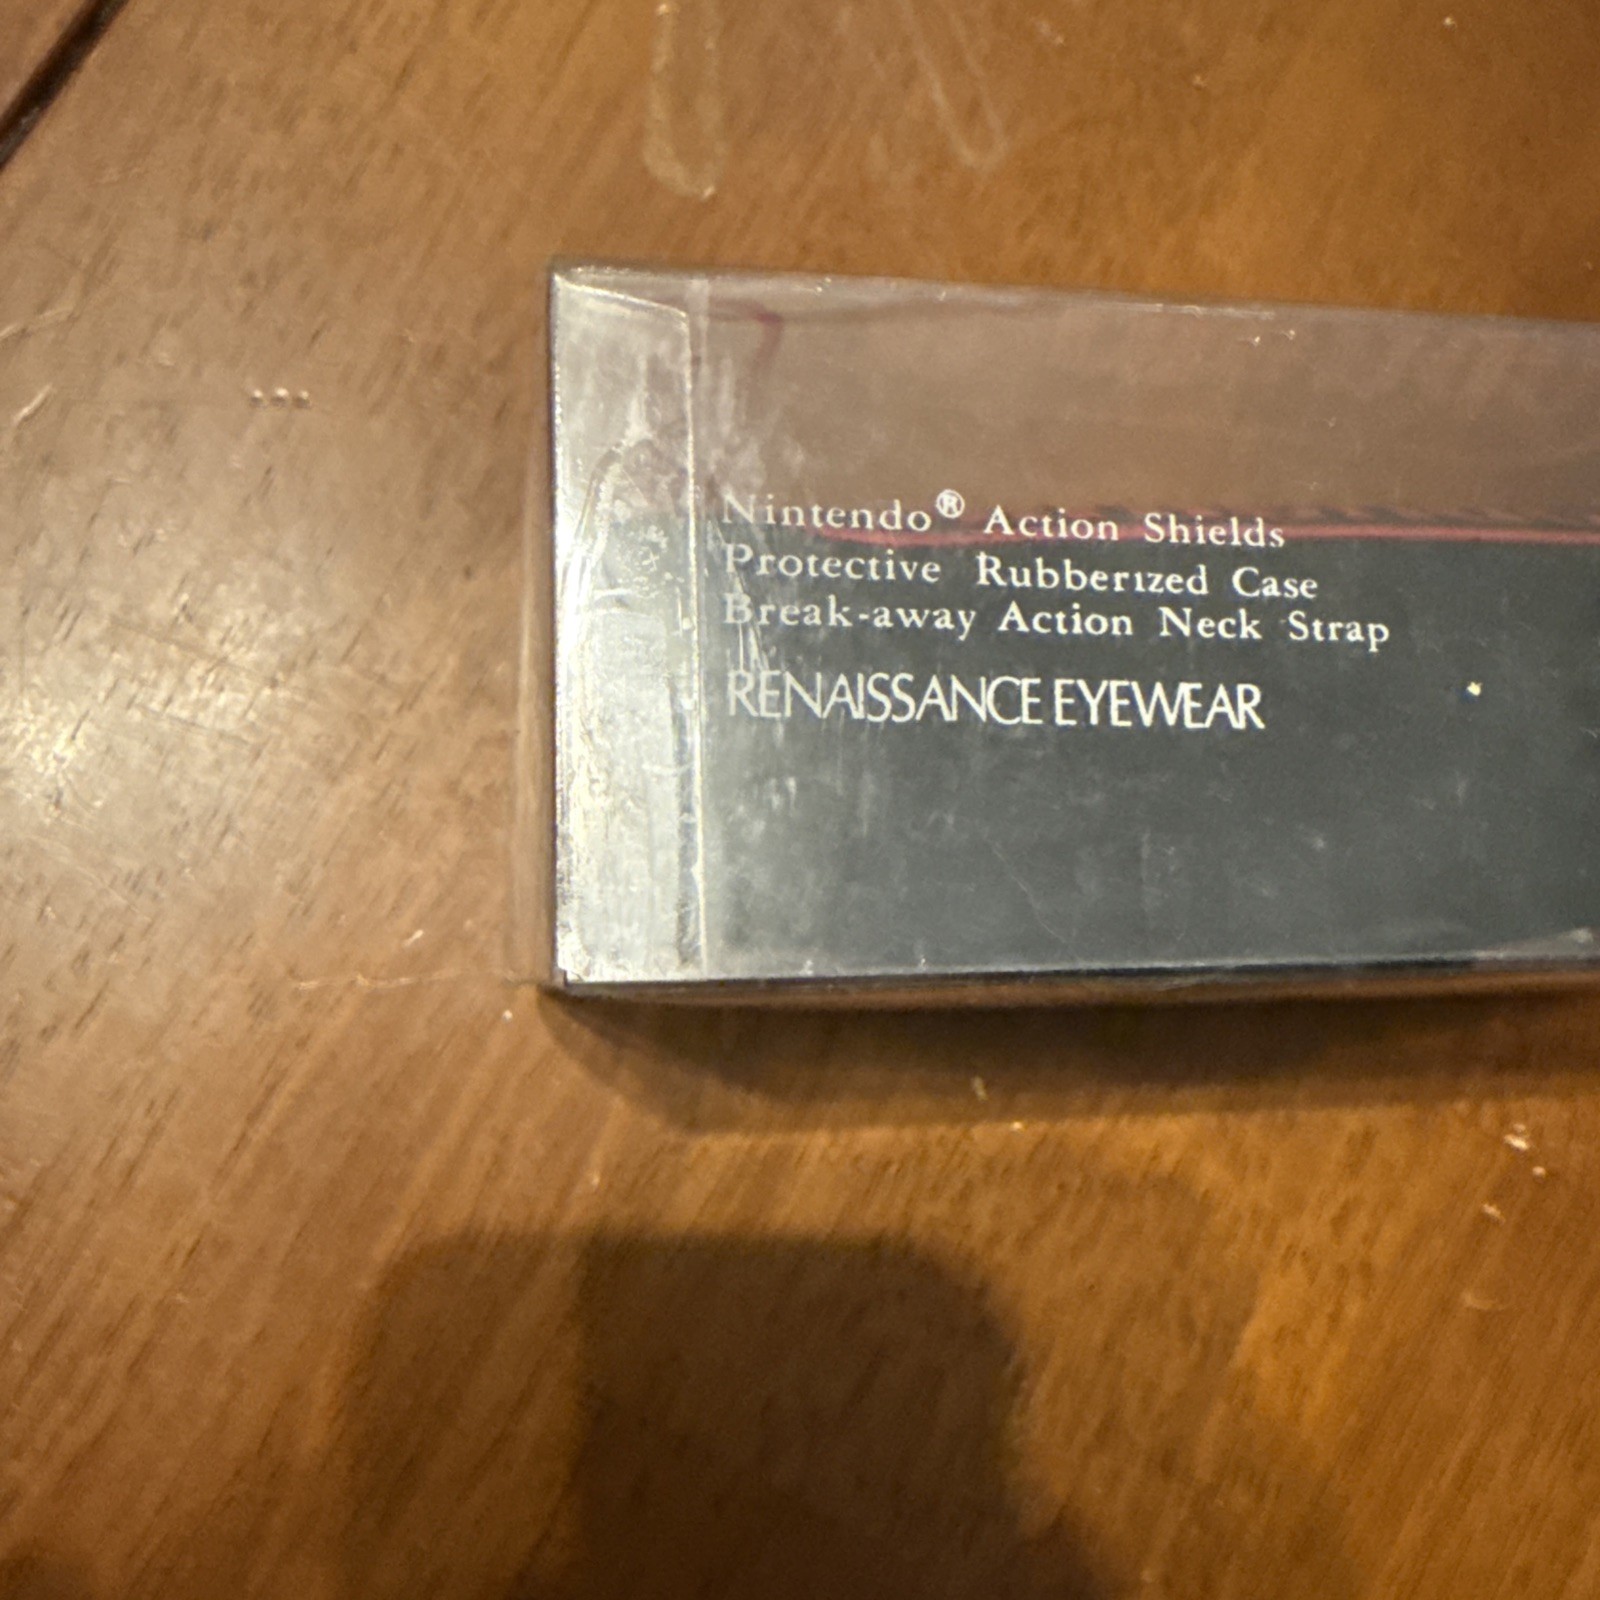 Nintendo® Action Shields
Protective Rubberized Case
Break-away Action Neck Strap
RENAISSANCE EYEWEAR